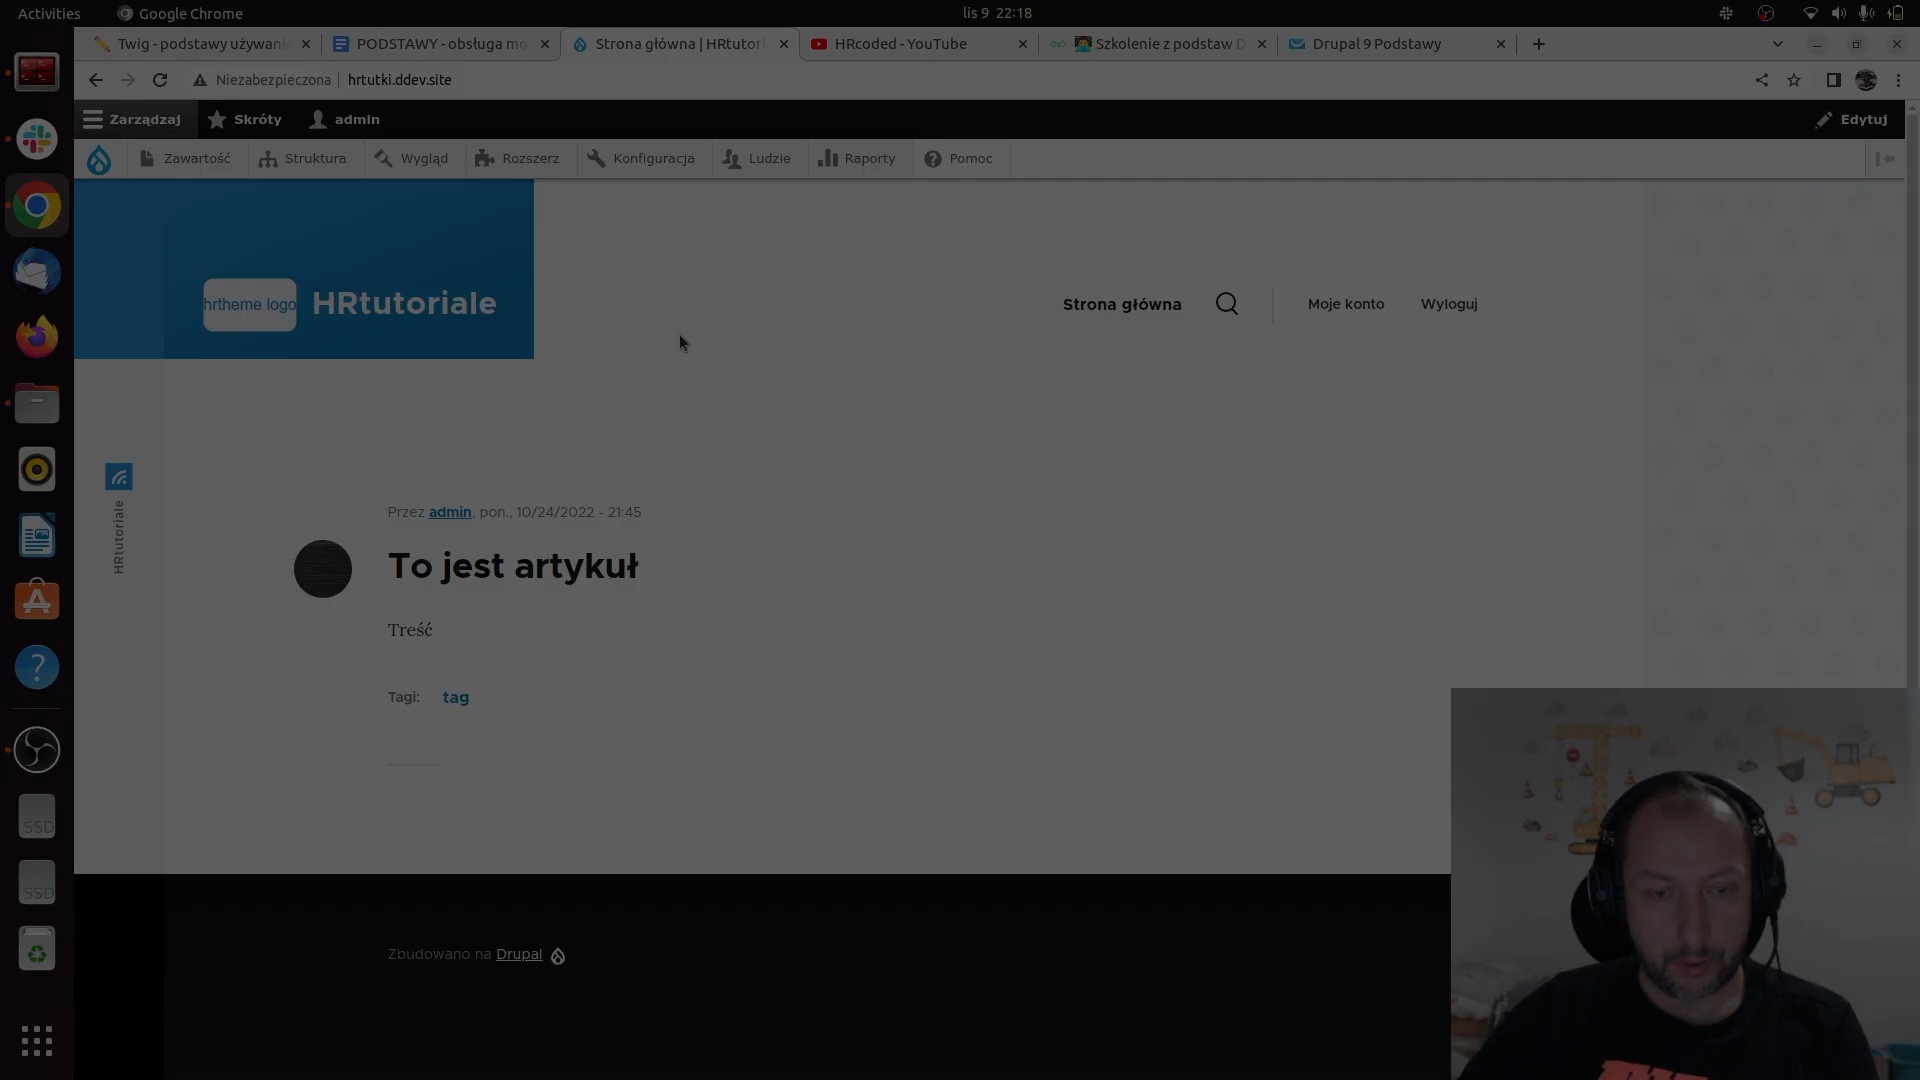 Activities
Google Chrome
lis 9 22:18
Twig - podstawy używani
PODSTAWY - obsługa mo
Strona główna | HRtutori
HRcoded - YouTube
Szkolenie z podstaw D
Drupal 9 Podstawy
Niezabezpieczona
hrtutki.ddev.site
Zarządzaj
Skróty
admin
Edytuj
Zawartość
Struktura
Wygląd
Rozszerz
Konfiguracja
Ludzie
Raporty
Pomoc
hrtheme logo
HRtutoriale
Strona główna
Moje konto
Wyloguj
HRtutoriale
Przez admin, pon., 10/24/2022 - 21:45
To jest artykuł
Treść
Tagi: tag
SSD
SSD
Zbudowano na Drupal